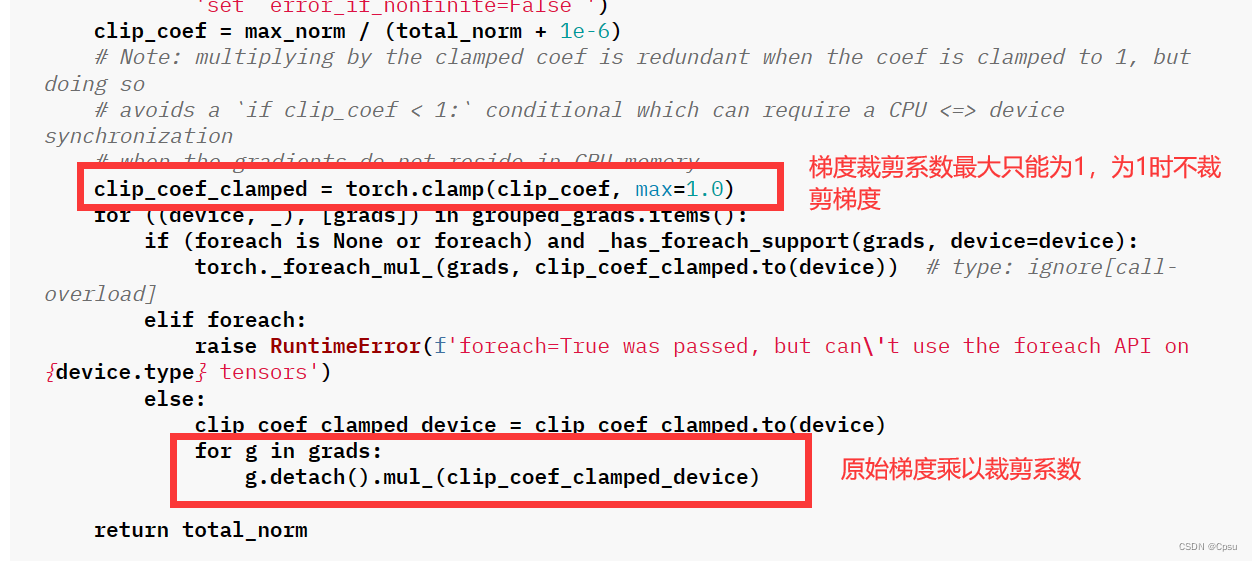 'set `error_if_nonfinite=False`')
clip_coef = max_norm / (total_norm + 1e-6)
# Note: multiplying by the clamped coef is redundant when the coef is clamped to 1, but
doing so
# avoids a `if clip_coef < 1:` conditional which can require a CPU <=> device
synchronization
# when the gradients do not reside in CPU memory.
clip_coef_clamped = torch.clamp(clip_coef, max=1.0)
梯度裁剪系数最大只能为1，为1时不裁
剪梯度
for ((device, _), [grads]) in grouped_grads.items():
if (foreach is None or foreach) and _has_foreach_support(grads, device=device):
torch._foreach_mul_(grads, clip_coef_clamped.to(device))  # type: ignore[call-
overload]
elif foreach:
raise RuntimeError(f'foreach=True was passed, but can\'t use the foreach API on
{device.type} tensors')
else:
clip_coef_clamped_device = clip_coef_clamped.to(device)
for g in grads:
g.detach().mul_(clip_coef_clamped_device)
原始梯度乘以裁剪系数
return total_norm
CSDN @Cpsu